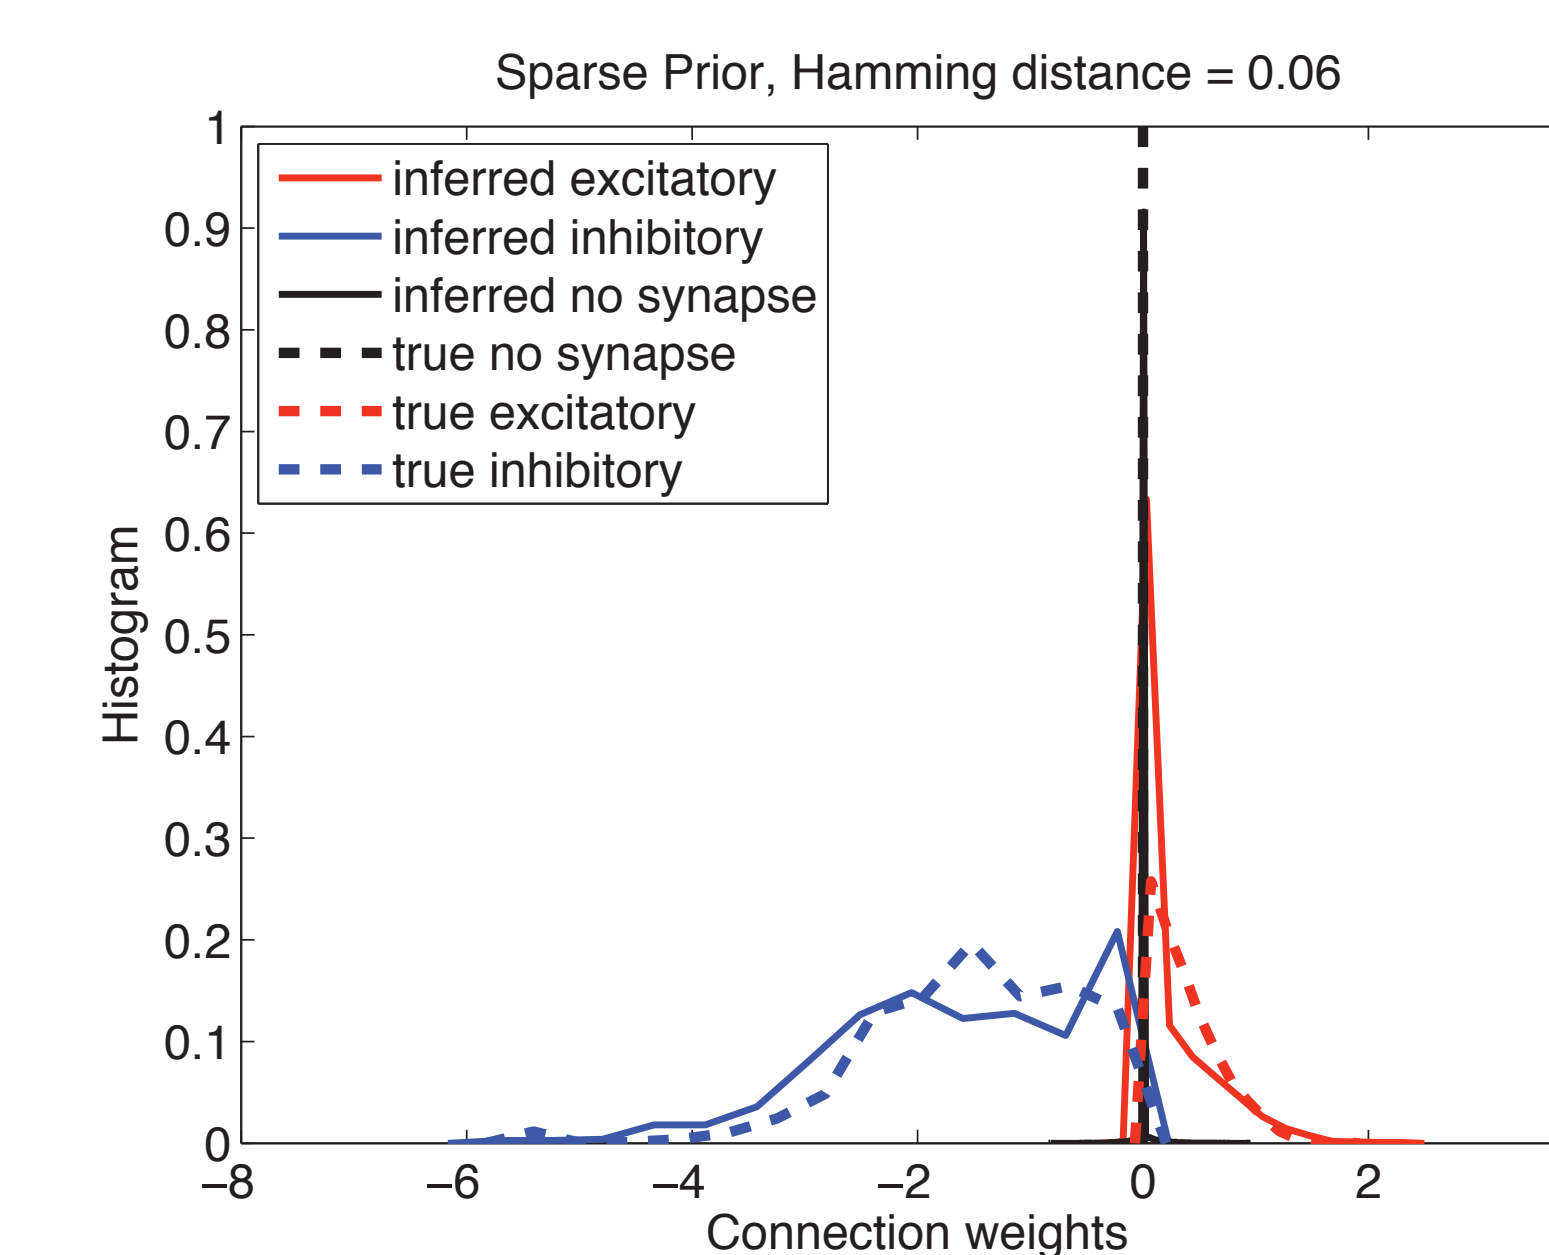 Sparse Prior, Hamming distance = 0.06
1
0.9
0.8
0.7
0.6
0.5
0.4
0.3
0.2
0.1
0
inferred excitatory
inferred inhibitory
inferred no synapse
true no synapse
true excitatory
true inhibitory
Histogram
−8 −6 −4 −2 0 2
Connection weights